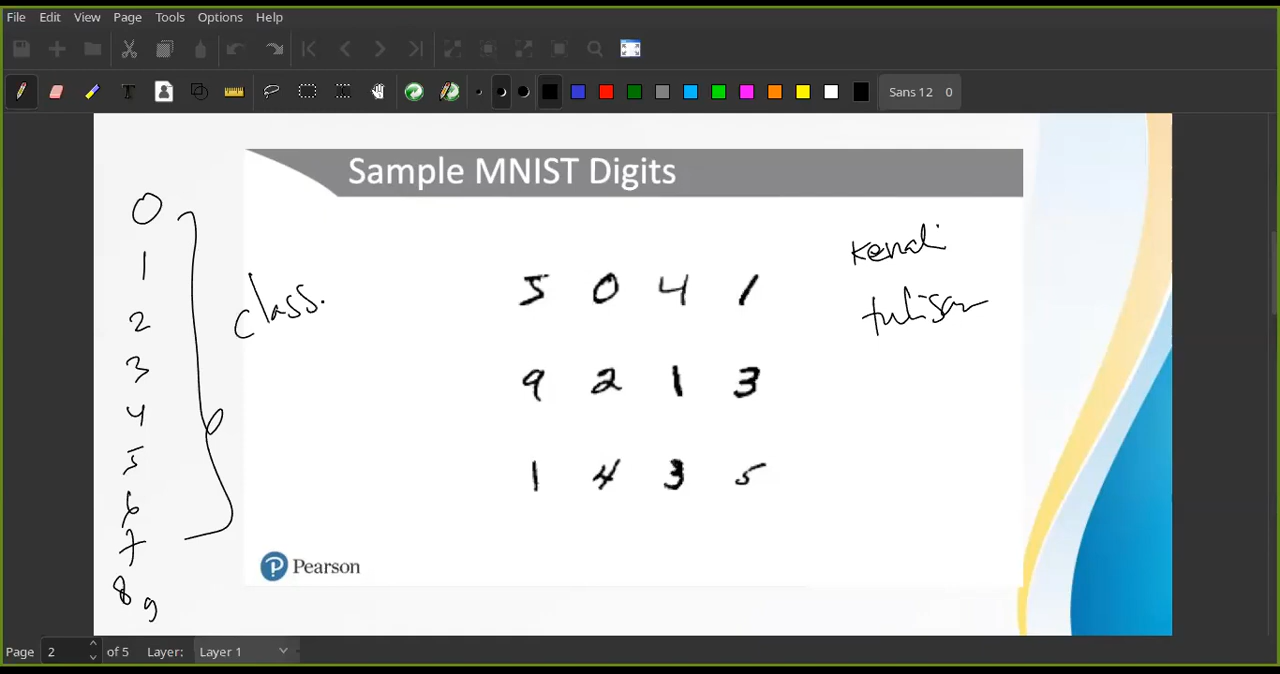 File Edit View Page Tools Options Help
Sans 12 0
Sample MNIST Digits
0
1
2
3
4
5
6
7
8 9
class.
5 0 4 1
9 2 1 3
1 4 3 5
kenali
tulisan
Pearson
Page 2 of 5 Layer: Layer 1